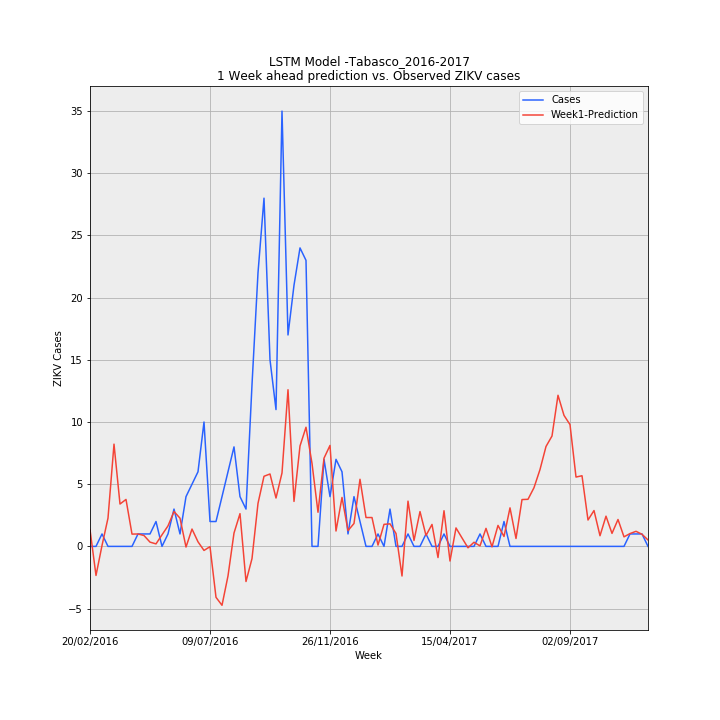 LSTM Model -Tabasco_2016-2017
1 Week ahead prediction vs. Observed ZIKV cases
Cases
Week1-Prediction
ZIKV Cases
35
30
25
20
15
10
5
0
−5
20/02/2016
09/07/2016
26/11/2016
15/04/2017
02/09/2017
Week